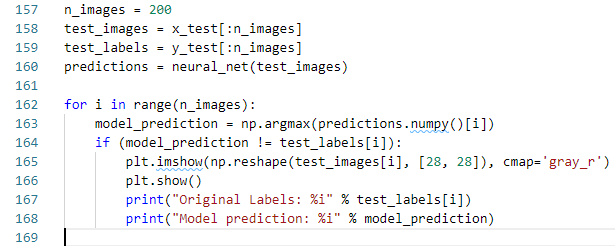 157 n_images = 200
158 test_images = x_test[:n_images]
159 test_labels = y_test[:n_images]
160 predictions = neural_net(test_images)
161
162 for i in range(n_images):
163     model_prediction = np.argmax(predictions.numpy()[i])
164     if (model_prediction != test_labels[i]):
165         plt.imshow(np.reshape(test_images[i], [28, 28]), cmap='gray_r')
166         plt.show()
167         print("Original Labels: %i" % test_labels[i])
168         print("Model prediction: %i" % model_prediction)
169